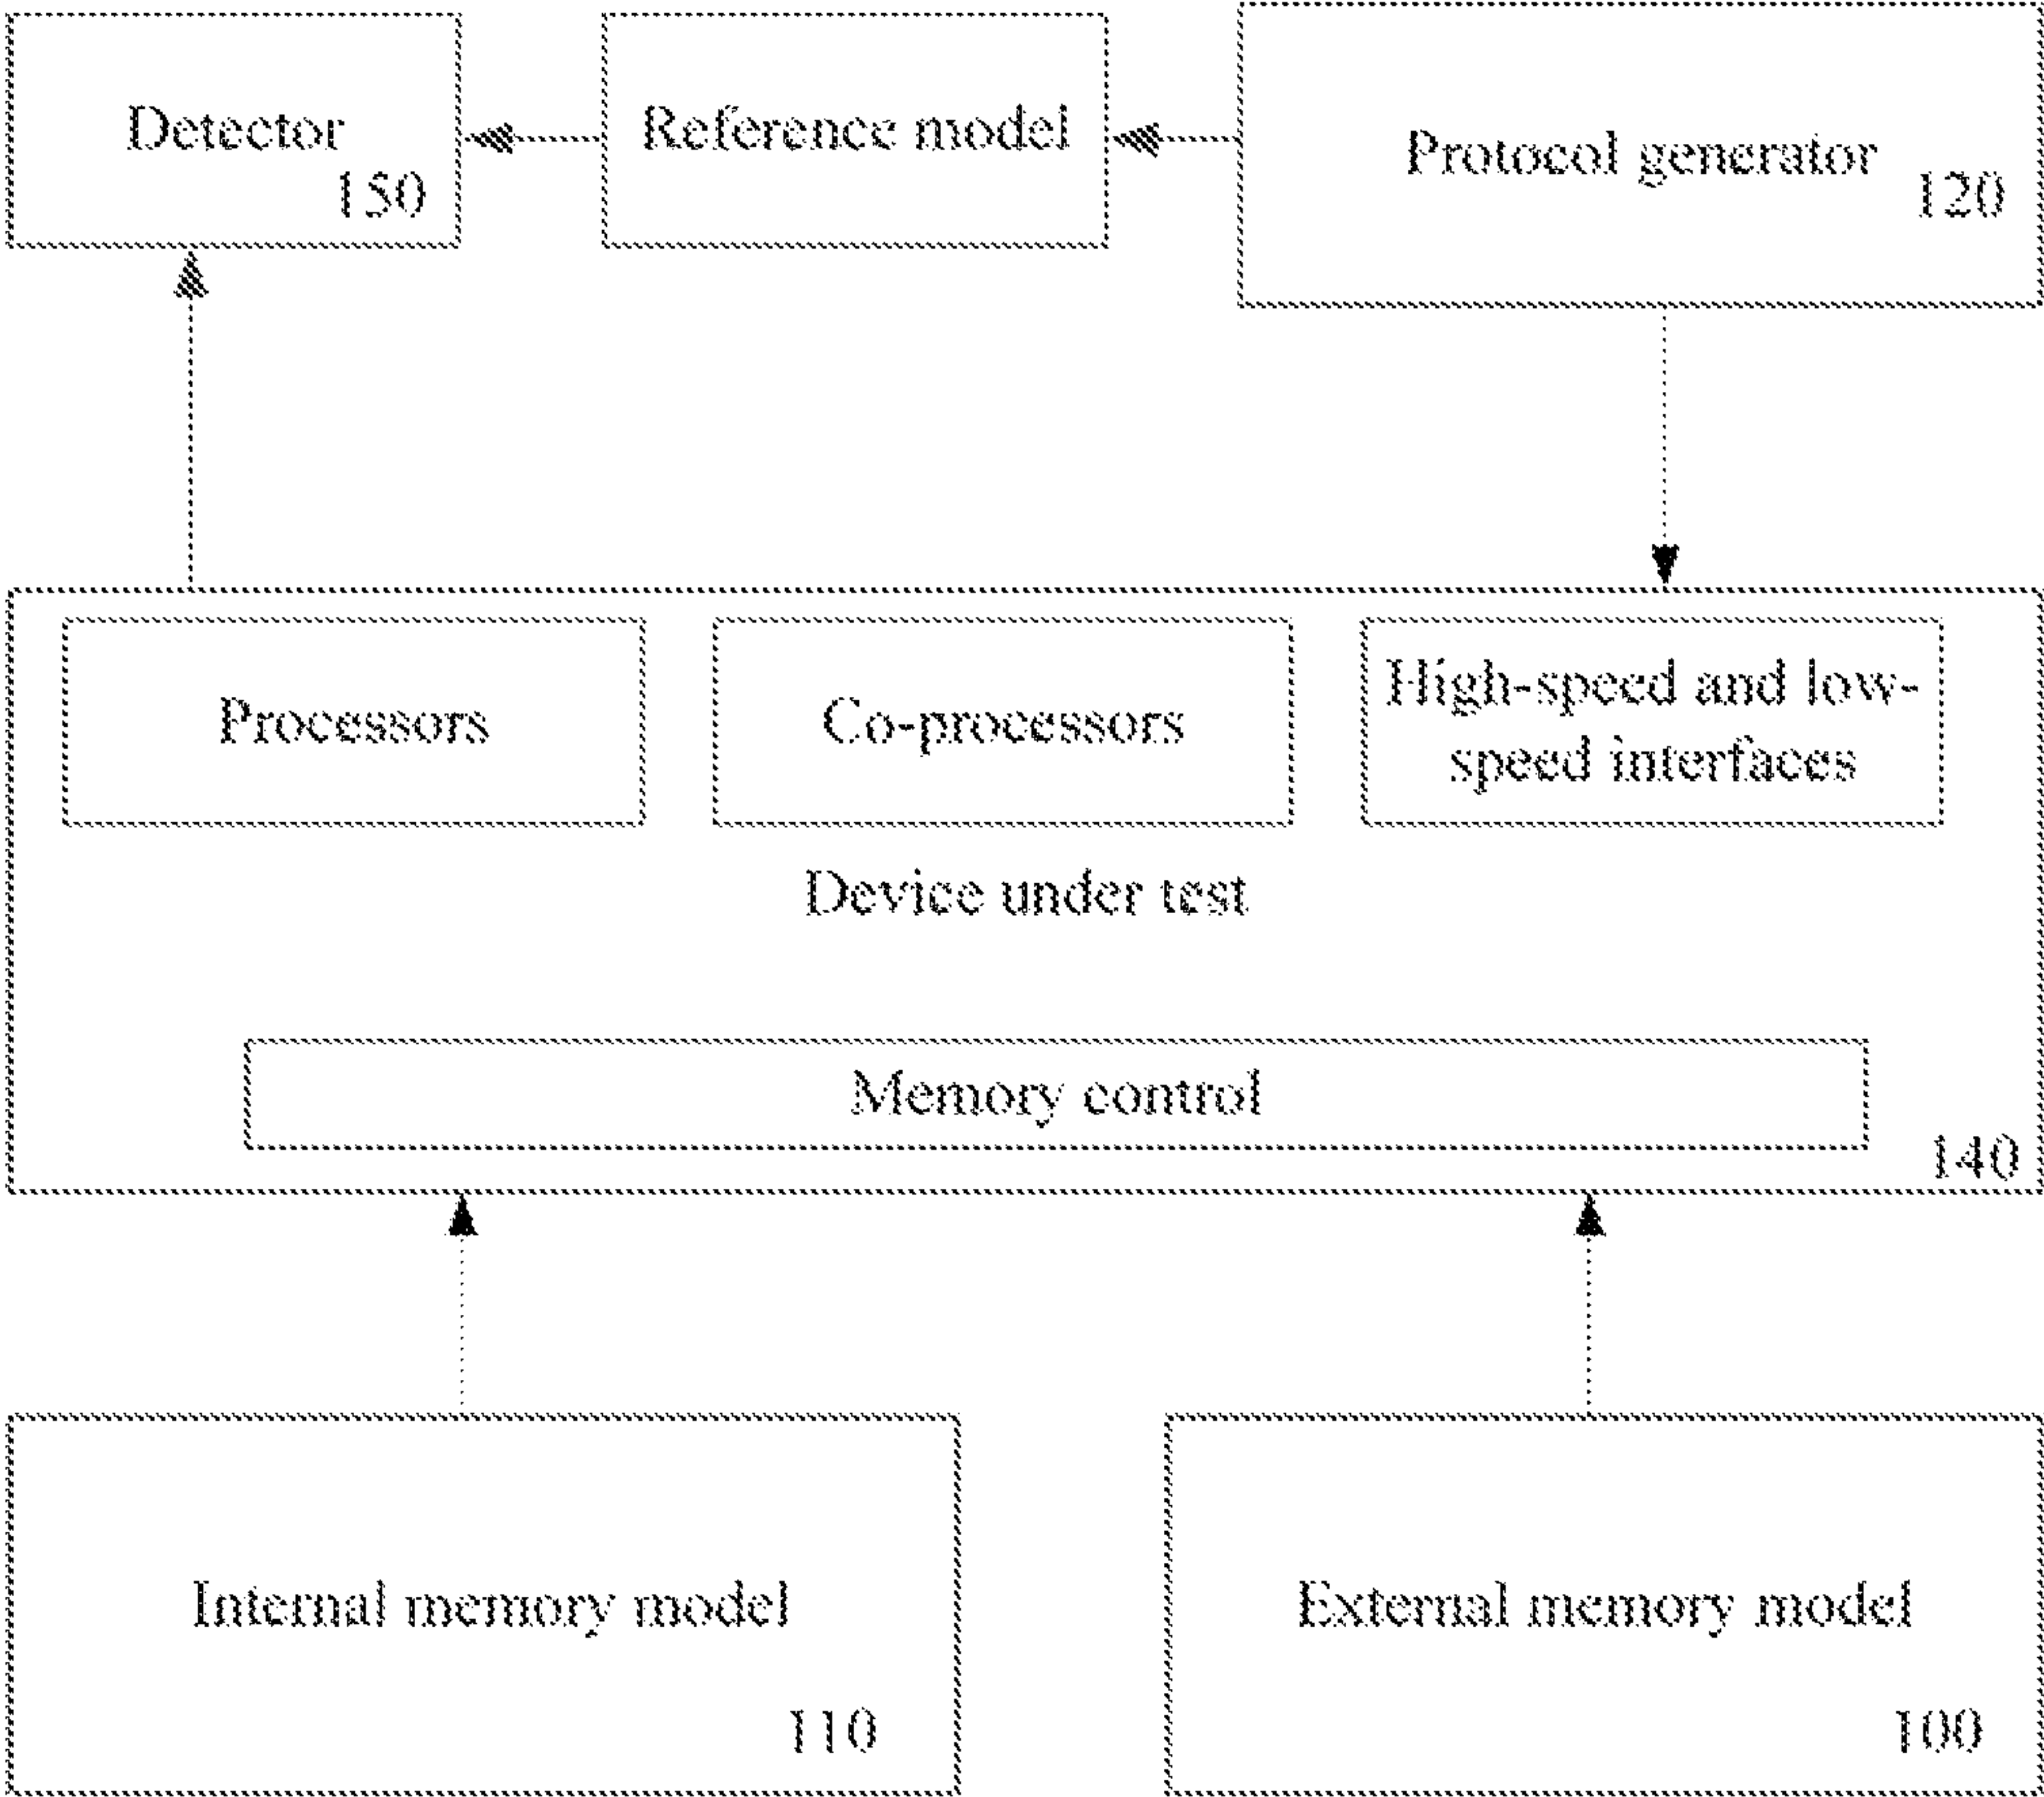 Detector
150
Reference model
Protocol generator
120
Processors
Co-processors
High-speed and low-
speed interfaces
Device under test
Memory control
140
Internal memory model
110
External memory model
100